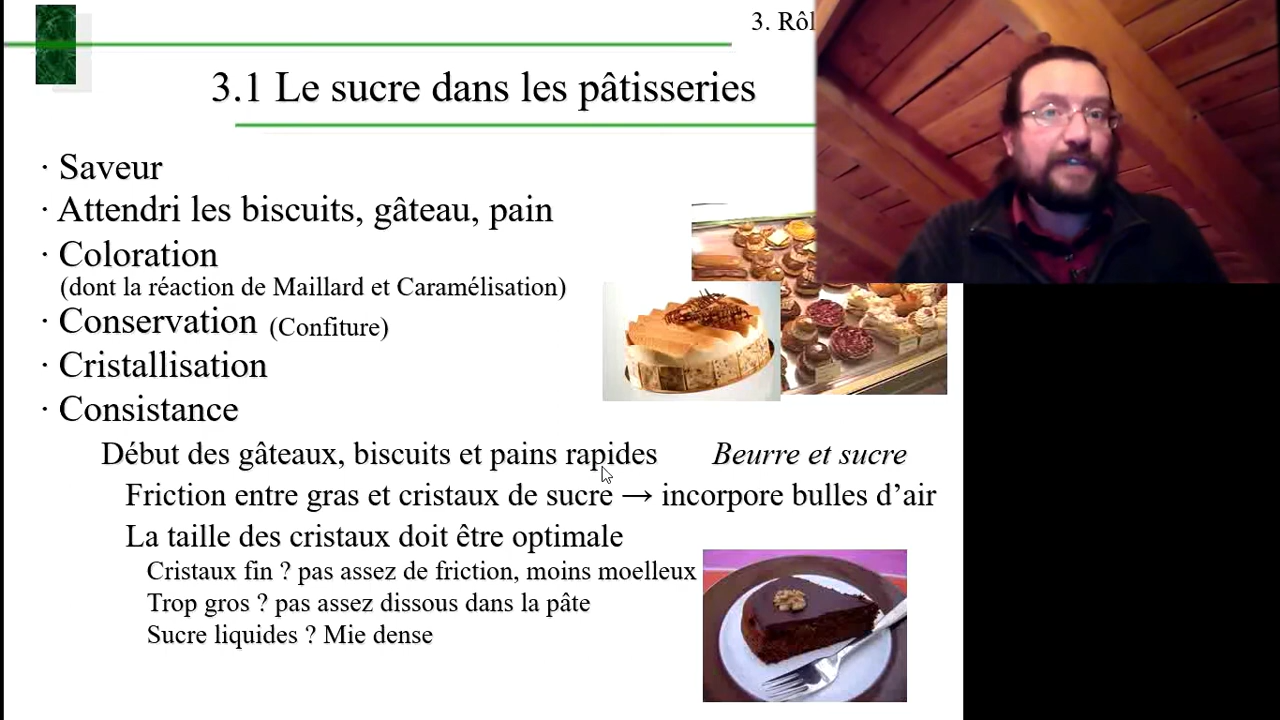 3. Rôl
3.1 Le sucre dans les pâtisseries
· Saveur
· Attendri les biscuits, gâteau, pain
· Coloration
(dont la réaction de Maillard et Caramélisation)
· Conservation (Confiture)
· Cristallisation
· Consistance
Début des gâteaux, biscuits et pains rapides Beurre et sucre
Friction entre gras et cristaux de sucre → incorpore bulles d’air
La taille des cristaux doit être optimale
Cristaux fin ? pas assez de friction, moins moelleux
Trop gros ? pas assez dissous dans la pâte
Sucre liquides ? Mie dense